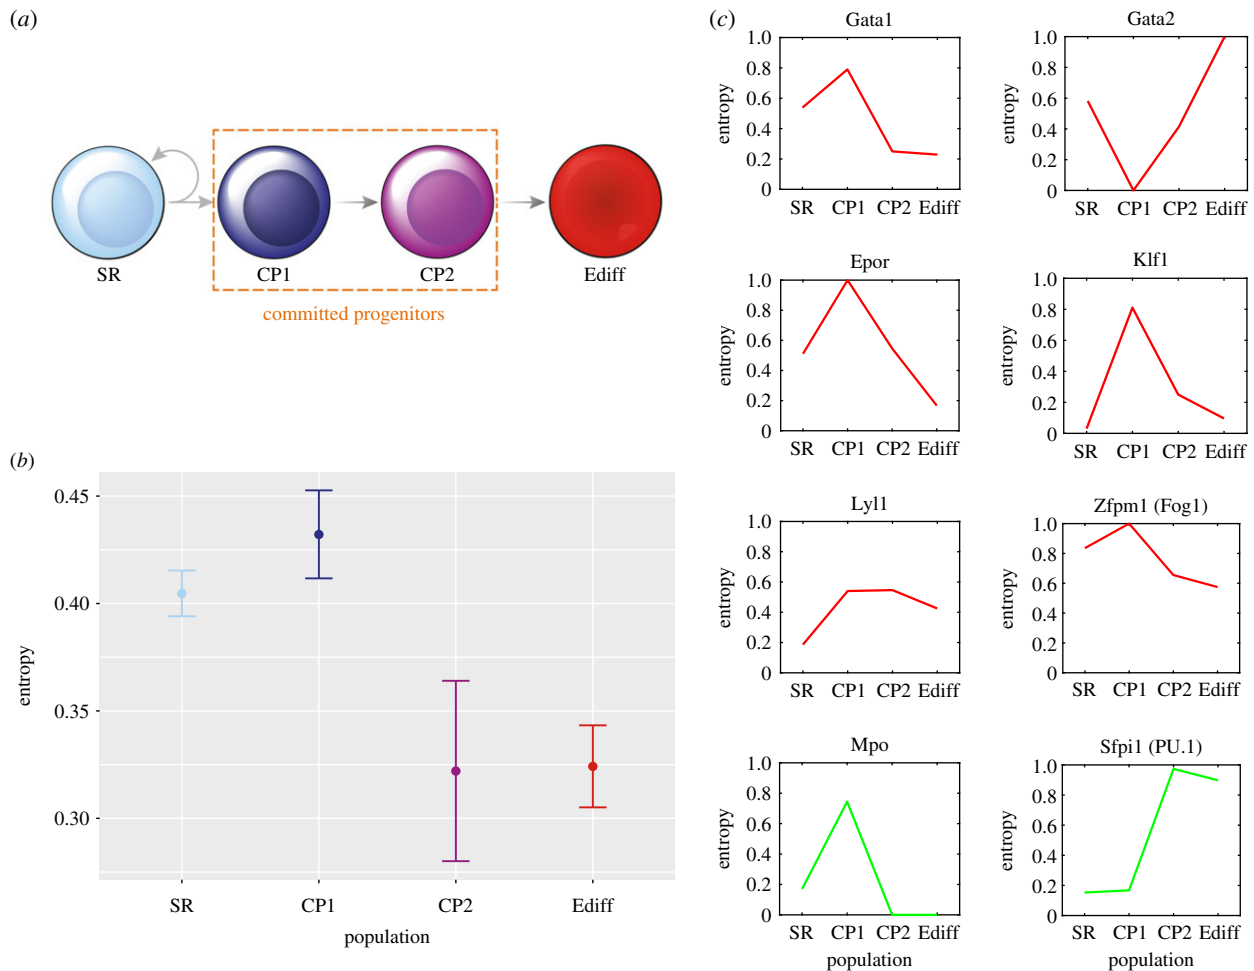 (a)
SR
CP1
CP2
Ediff
committed progenitors
(b)
0.45
0.40
0.35
0.30
entropy
SR
CP1
CP2
Ediff
population
(c)
Gata1
1.0
0.8
0.6
0.4
0.2
0
entropy
SR CP1 CP2 Ediff
Gata2
1.0
0.8
0.6
0.4
0.2
0
entropy
SR CP1 CP2 Ediff
Epor
1.0
0.8
0.6
0.4
0.2
0
entropy
SR CP1 CP2 Ediff
Klf1
1.0
0.8
0.6
0.4
0.2
0
entropy
SR CP1 CP2 Ediff
Lyl1
1.0
0.8
0.6
0.4
0.2
0
entropy
SR CP1 CP2 Ediff
Zfpm1 (Fog1)
1.0
0.8
0.6
0.4
0.2
0
entropy
SR CP1 CP2 Ediff
Mpo
1.0
0.8
0.6
0.4
0.2
0
entropy
SR CP1 CP2 Ediff
population
Sfpi1 (PU.1)
1.0
0.8
0.6
0.4
0.2
0
entropy
SR CP1 CP2 Ediff
population